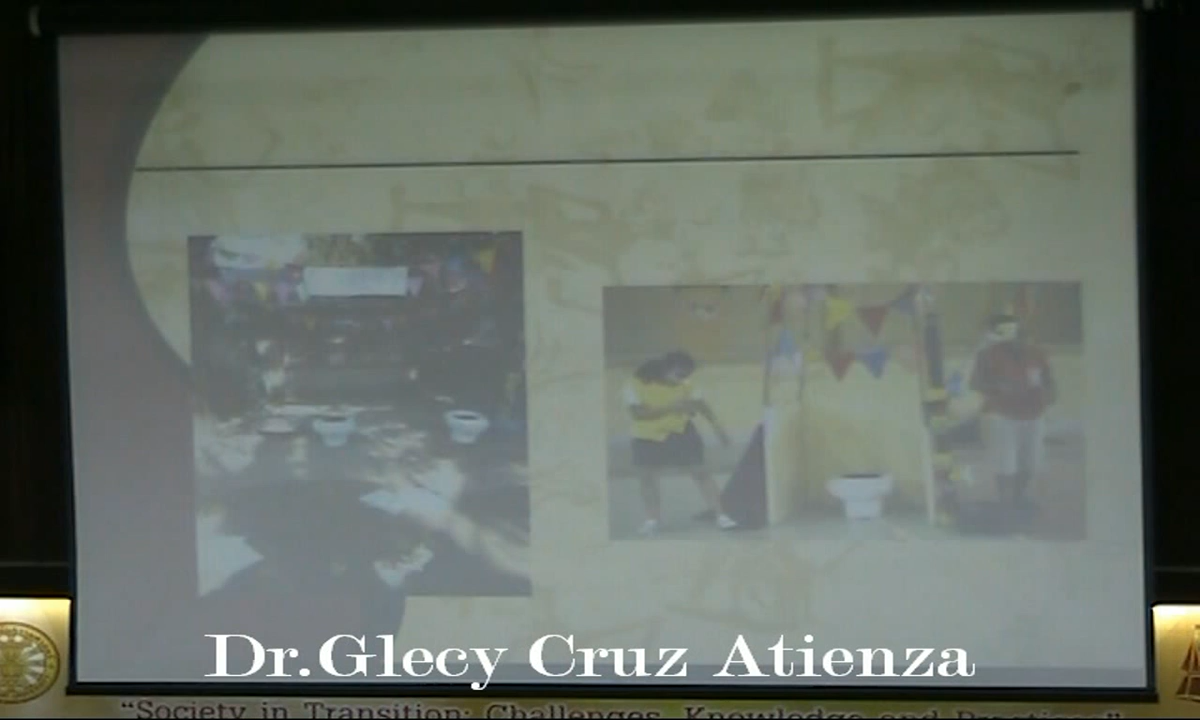 Dr.Glecy Cruz Atienza
"Society in Transition: Challenges, Knowledge and Practices"